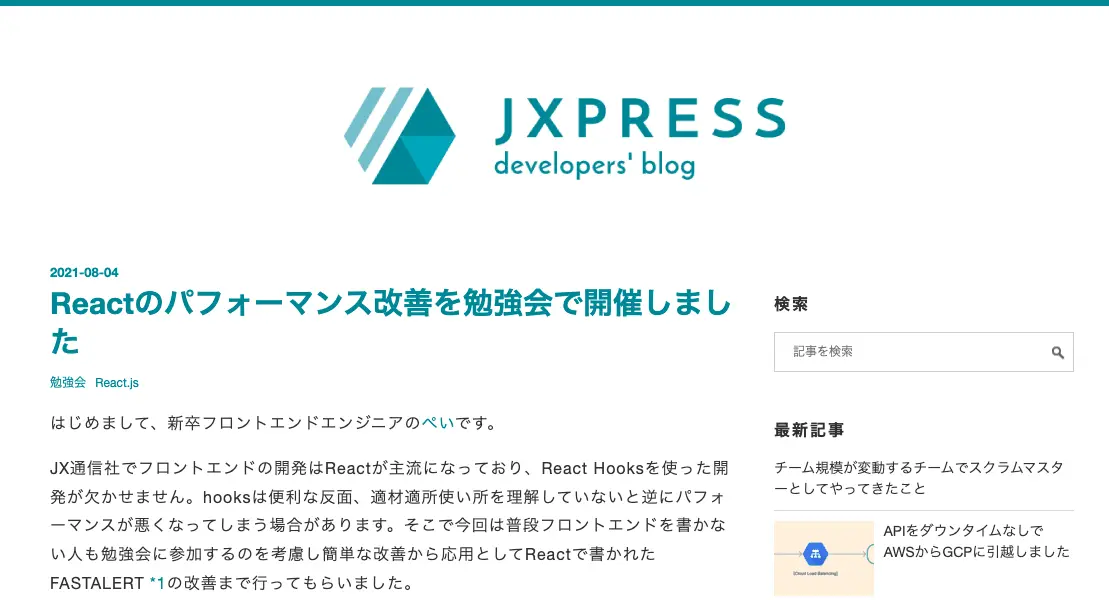 JXPRESS
developers' blog
2021-08-04
Reactのパフォーマンス改善を勉強会で開催しまし
た
勉強会 React.js
はじめまして、新卒フロントエンドエンジニアのぺいです。
JX通信社でフロントエンドの開発はReactが主流になっており、React Hooksを使った開
発が欠かせません。hooksは便利な反面、適材適所使い所を理解していないと逆にパフォ
ーマンスが悪くなってしまう場合があります。そこで今回は普段フロントエンドを書かな
い人も勉強会に参加するのを考慮し簡単な改善から応用としてReactで書かれた
FASTALERT *1の改善まで行ってもらいました。
検索
記事を検索
最新記事
チーム規模が変動するチームでスクラムマスタ
ーとしてやってきたこと
APIをダウンタイムなしで
AWSからGCPに引越しました
(Cloud Load Balancing)